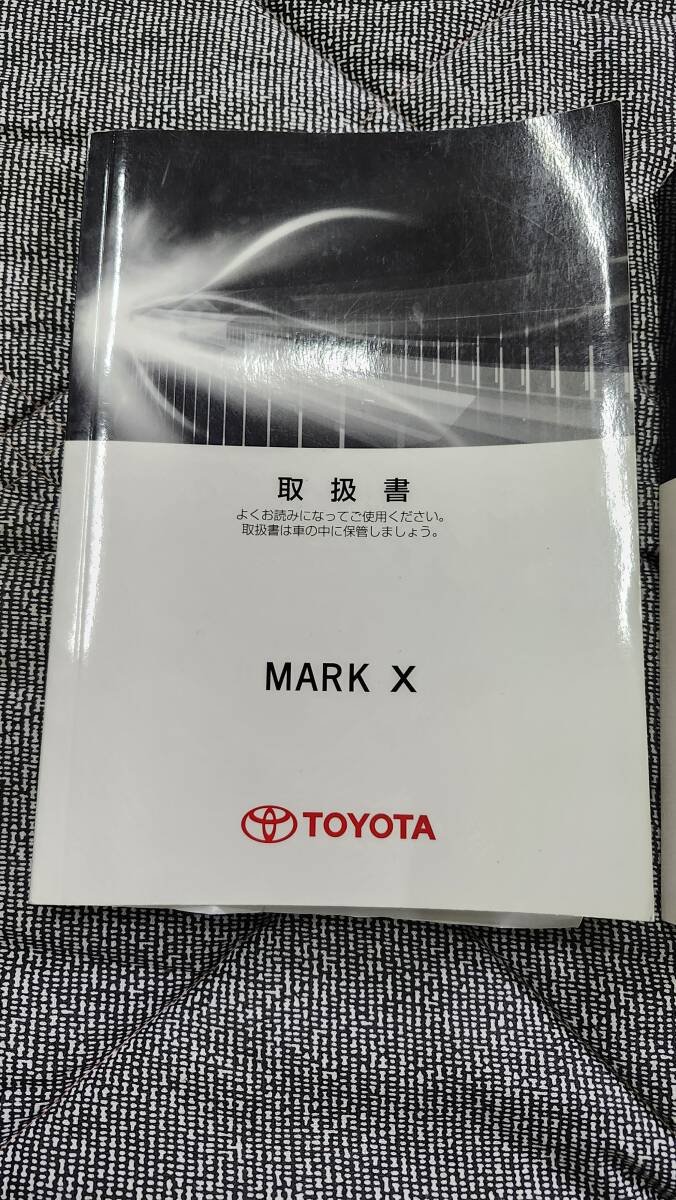 取扱書
よくお読みになってご使用ください。
取扱書は車の中に保管しましょう。
MARK X
TOYOTA